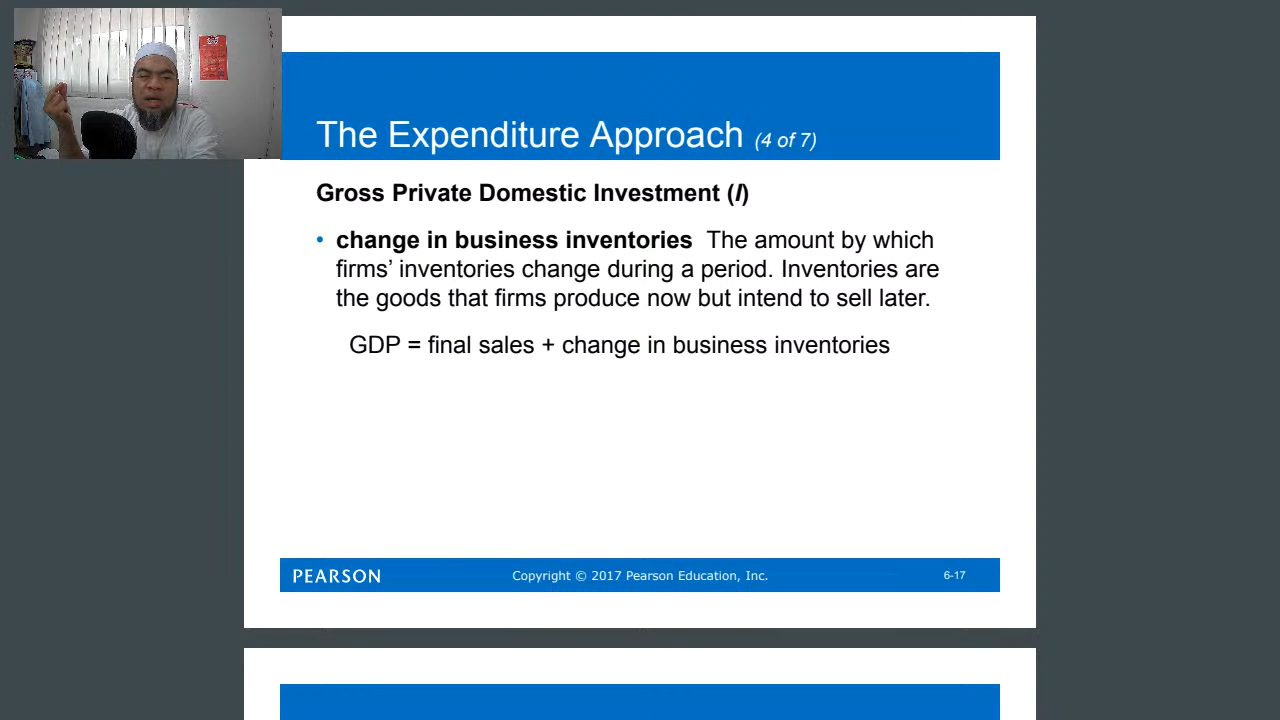 The Expenditure Approach (4 of 7)
Gross Private Domestic Investment (I)
• change in business inventories The amount by which
firms’ inventories change during a period. Inventories are
the goods that firms produce now but intend to sell later.
GDP = final sales + change in business inventories
PEARSON
Copyright © 2017 Pearson Education, Inc.
6-17